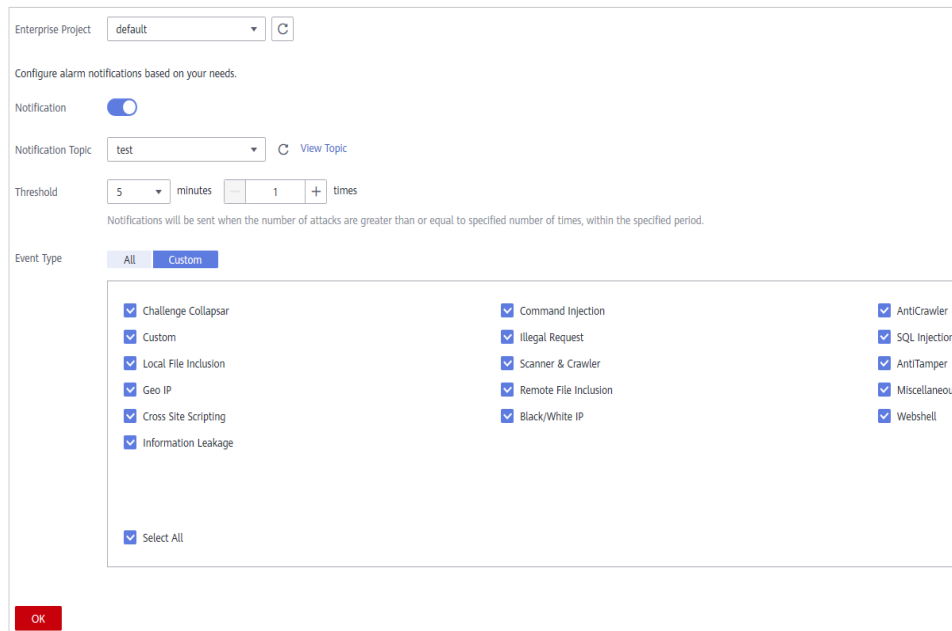 Enterprise Project default
Configure alarm notifications based on your needs.
Notification
Notification Topic test View Topic
Threshold 5 minutes 1 times
Notifications will be sent when the number of attacks are greater than or equal to specified number of times, within the specified period.
Event Type All Custom
Challenge Collapsar Command Injection AntiCrawler
Custom Illegal Request SQL Injection
Local File Inclusion Scanner & Crawler AntiTamper
Geo IP Remote File Inclusion Miscellaneou
Cross Site Scripting Black/White IP Webshell
Information Leakage
Select All
OK